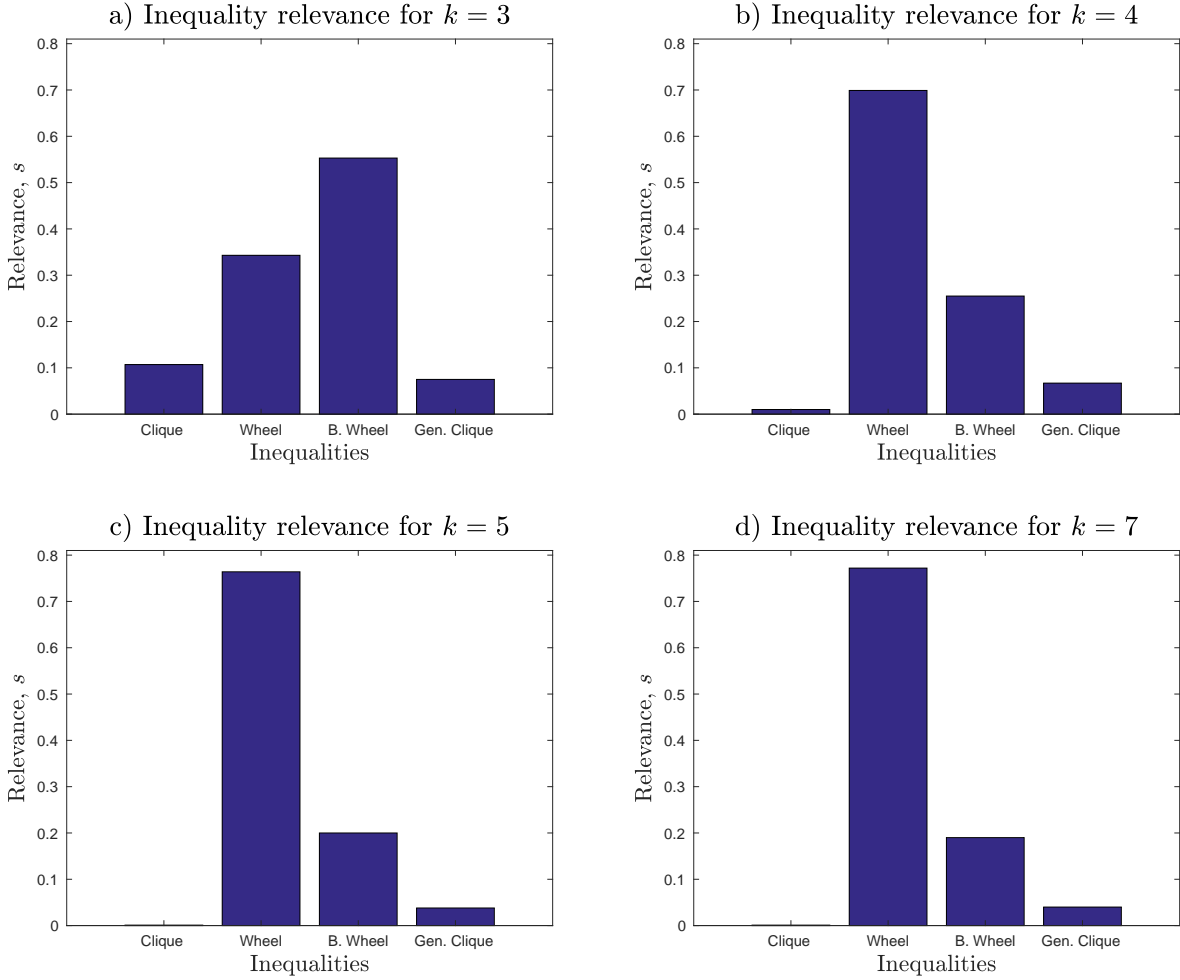 a) Inequality relevance for k = 3
0.8
0.7
0.6
0.5
0.4
0.3
0.2
0.1
0
Relevance, s
Clique Wheel B. Wheel Gen. Clique
Inequalities
b) Inequality relevance for k = 4
0.8
0.7
0.6
0.5
0.4
0.3
0.2
0.1
0
Relevance, s
Clique Wheel B. Wheel Gen. Clique
Inequalities
c) Inequality relevance for k = 5
0.8
0.7
0.6
0.5
0.4
0.3
0.2
0.1
0
Relevance, s
Clique Wheel B. Wheel Gen. Clique
Inequalities
d) Inequality relevance for k = 7
0.8
0.7
0.6
0.5
0.4
0.3
0.2
0.1
0
Relevance, s
Clique Wheel B. Wheel Gen. Clique
Inequalities